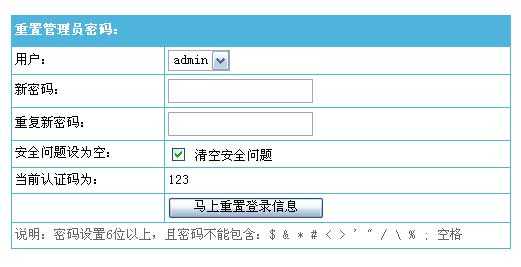 重置管理员密码：
用户： admin
新密码：
重复新密码：
安全问题设为空： 清空安全问题
当前认证码为： 123
马上重置登录信息
说明：密码设置6位以上，且密码不能包含：$ & * # < > ' " / \ % ; 空格